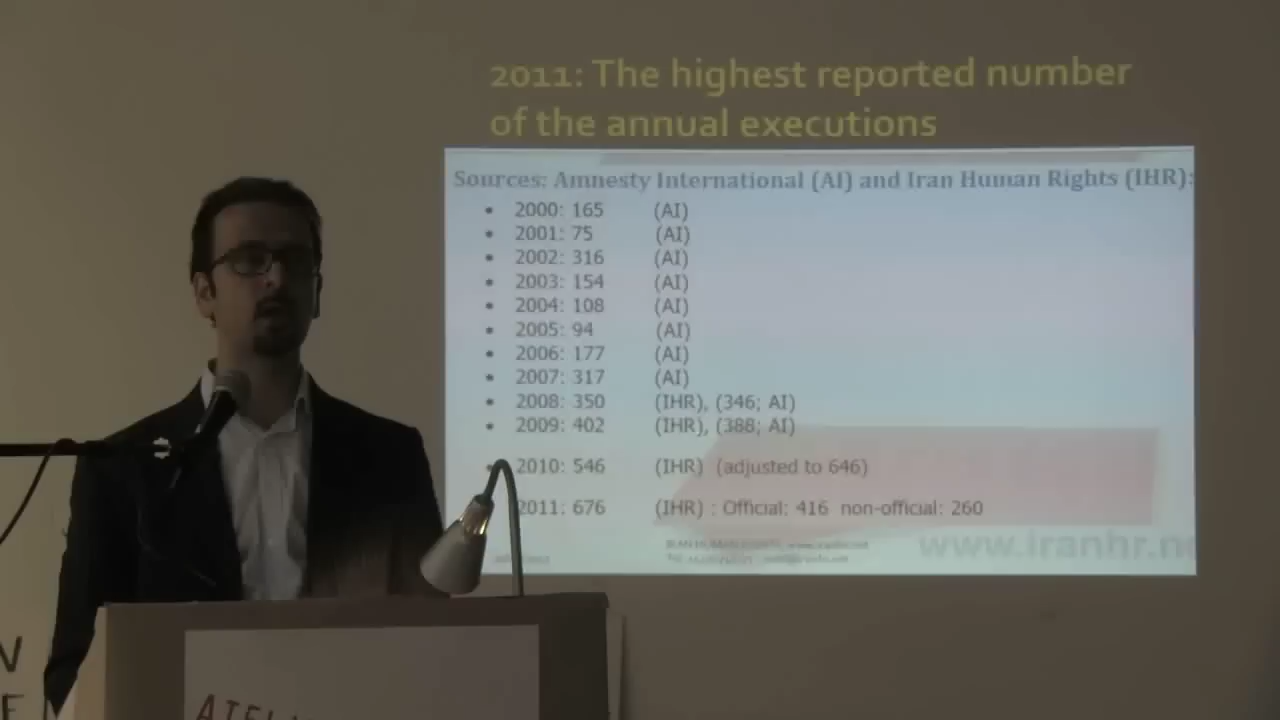 2011: The highest reported number
of the annual executions
Sources: Amnesty International (AI) and Iran Human Rights (IHR):
• 2000: 165 (AI)
• 2001: 75 (AI)
• 2002: 316 (AI)
• 2003: 154 (AI)
• 2004: 108 (AI)
• 2005: 94 (AI)
• 2006: 177 (AI)
• 2007: 317 (AI)
• 2008: 350 (IHR), (346; AI)
• 2009: 402 (IHR), (388; AI)
• 2010: 546 (IHR) (adjusted to 646)
2011: 676 (IHR) : Official: 416 non-official: 260
www.iranhr.n